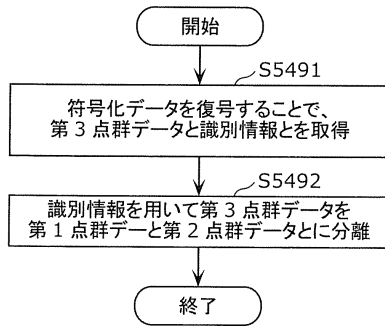 開始
S5491
符号化データを復号することで、
第3点群データと識別情報とを取得
S5492
識別情報を用いて第3点群データを
第1点群デーと第2点群データとに分離
終了